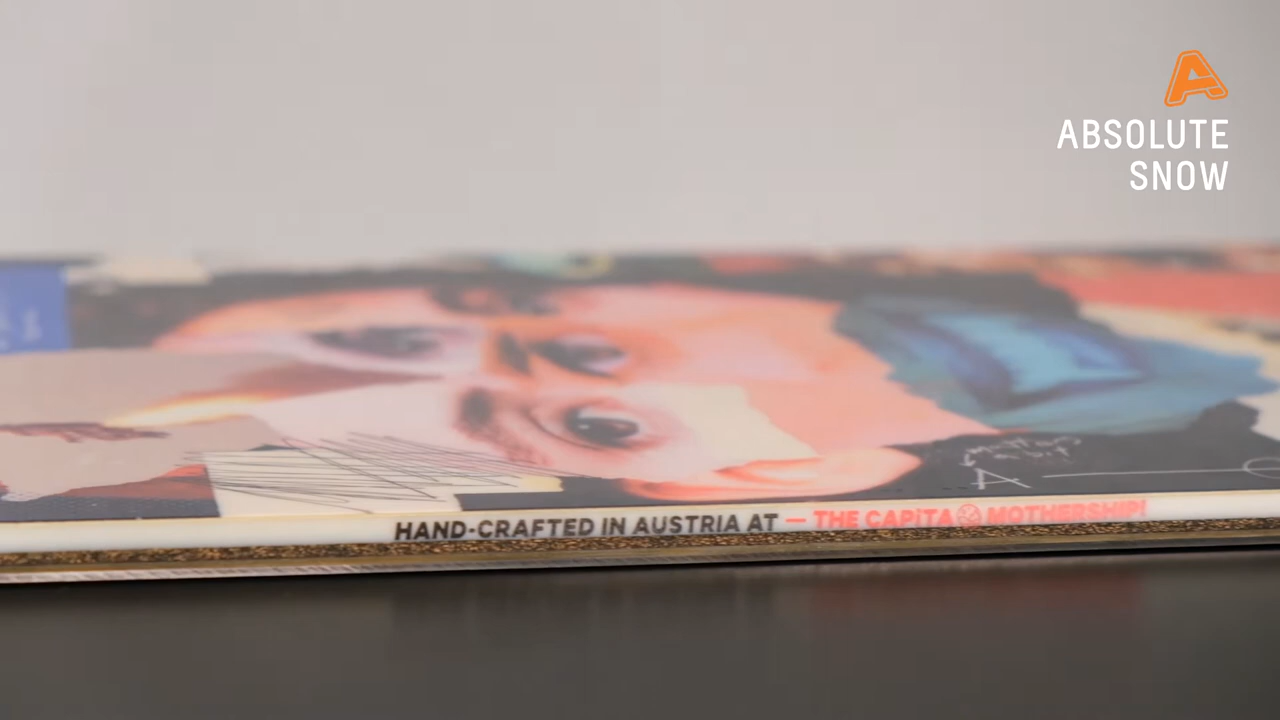 ABSOLUTE
SNOW
HAND-CRAFTED IN AUSTRIA AT — THE CAPiTA MOTHERSHIP!